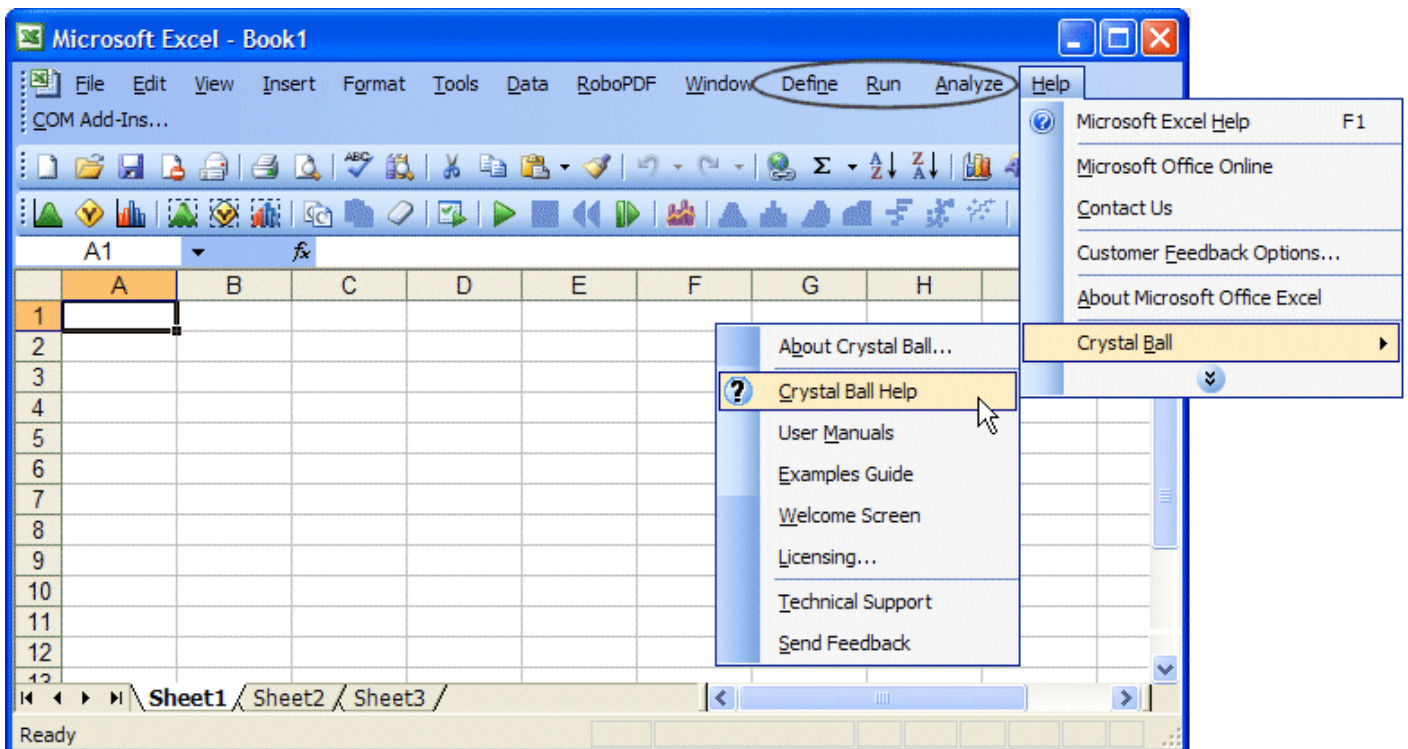 Microsoft Excel - Book1
File Edit View Insert Format Tools Data RoboPDF Window Define Run Analyze Help
COM Add-Ins...
Microsoft Excel Help F1
Microsoft Office Online
Contact Us
Customer Feedback Options...
About Microsoft Office Excel
Crystal Ball
ABC Σ A Z Z A
A1 fx
A B C D E F G H
1
2
3
4
5
6
7
8
9
10
11
12
13
About Crystal Ball...
? Crystal Ball Help
User Manuals
Examples Guide
Welcome Screen
Licensing...
Technical Support
Send Feedback
Sheet1 / Sheet2 / Sheet3 /
Ready